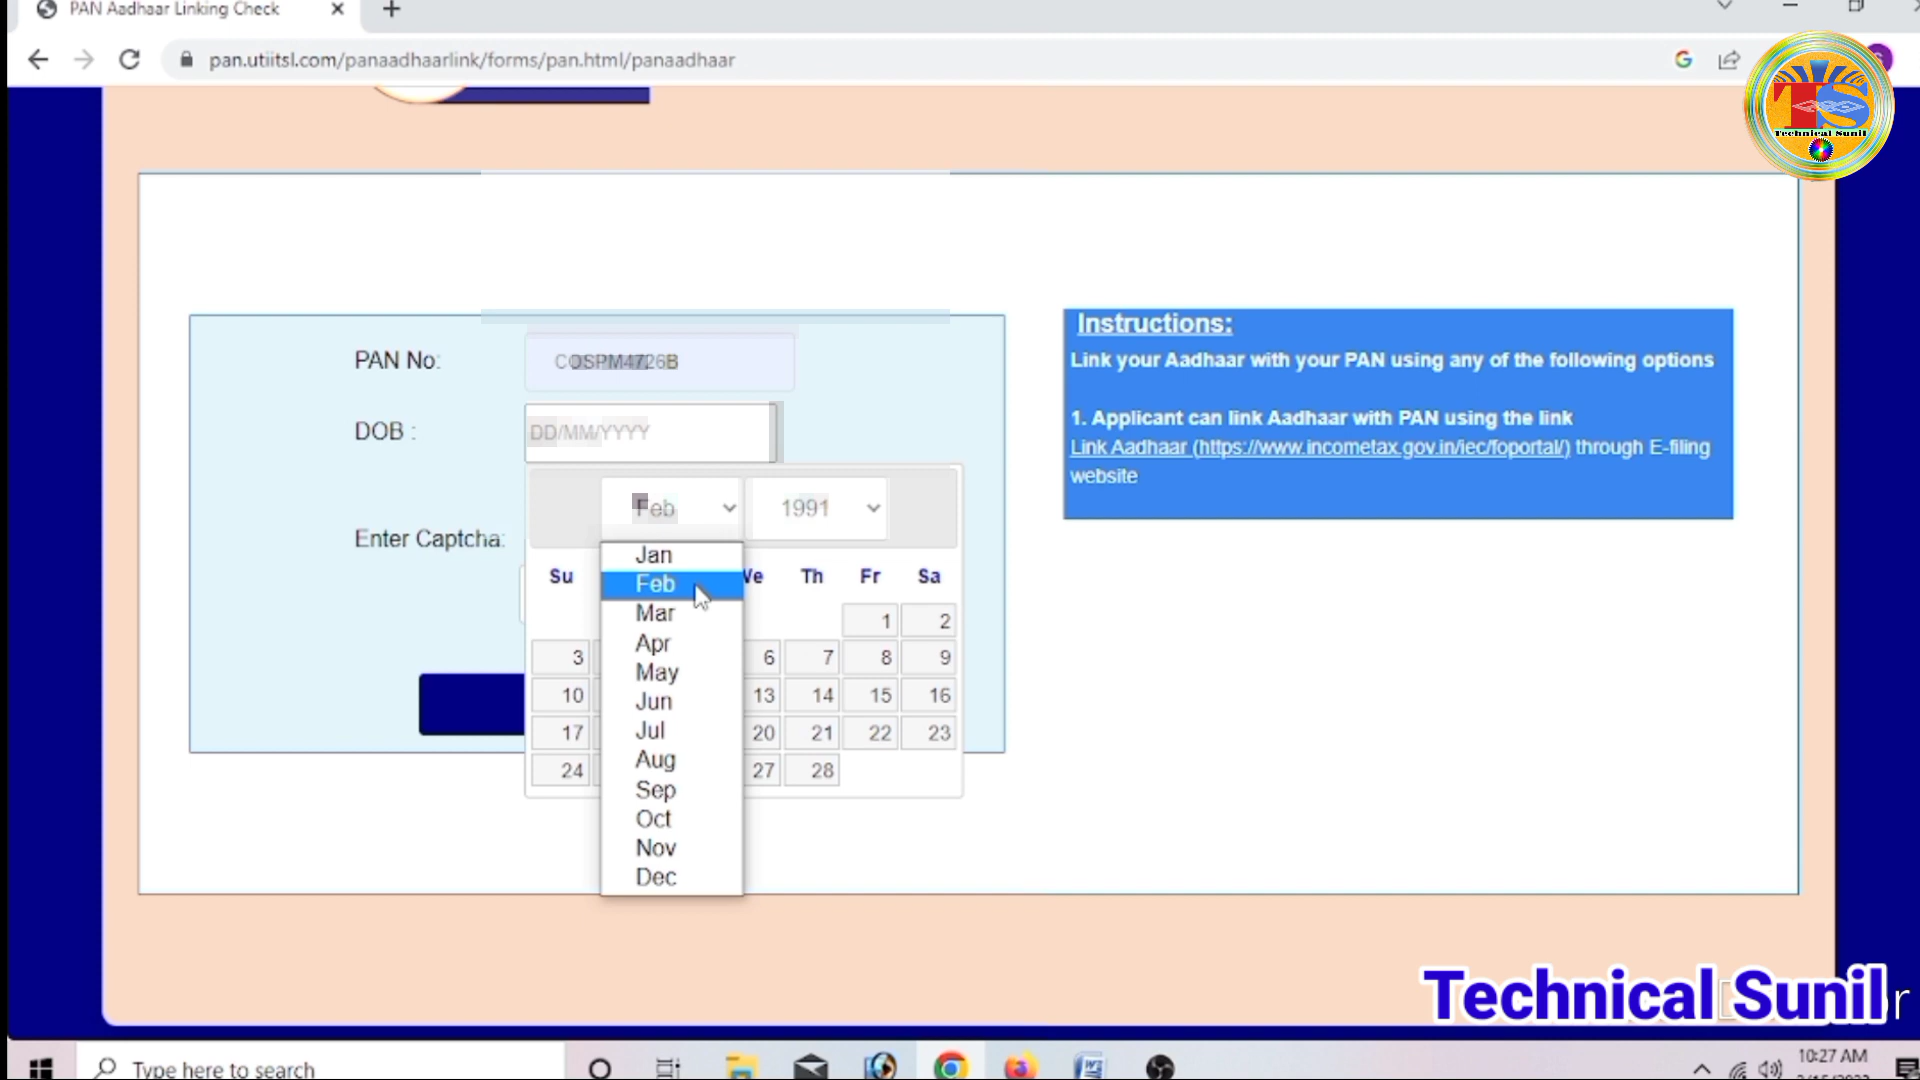 PAN Aadhaar Linking Check
pan.utiitsl.com/panaadhaarlink/forms/pan.html/panaadhaar
TS
Technical Sunil
PAN No:
COSPM4726B
DOB :
DD/MM/YYYY
Enter Captcha:
Feb
1991
Su We Th Fr Sa
1 2
3 6 7 8 9
10 13 14 15 16
17 20 21 22 23
24 27 28
Jan
Feb
Mar
Apr
May
Jun
Jul
Aug
Sep
Oct
Nov
Dec
Instructions:
Link your Aadhaar with your PAN using any of the following options
1. Applicant can link Aadhaar with PAN using the link
Link Aadhaar (https://www.incometax.gov.in/iec/foportal/) through E-filing
website
Technical Sunil
Type here to search
10:27 AM